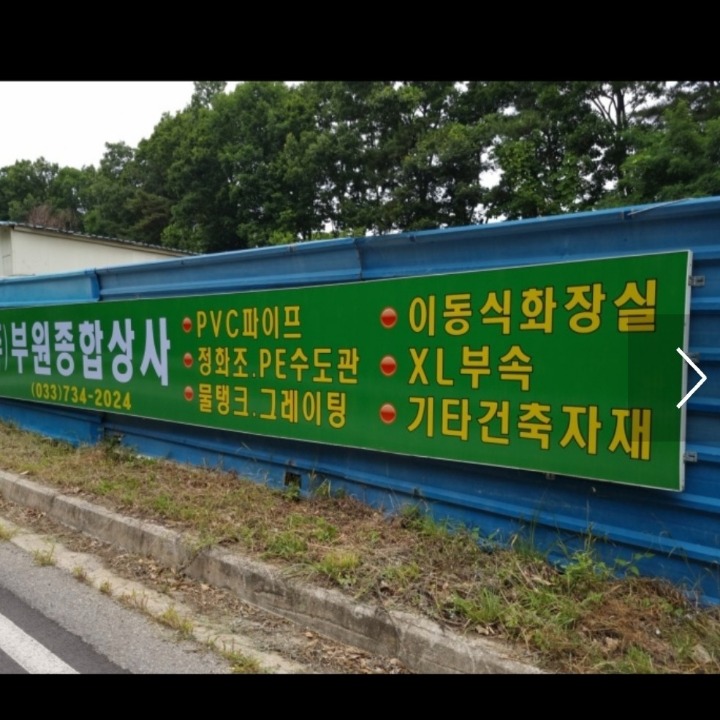 주)부원종합상사
(033)734-2024
PVC파이프
정화조.PE수도관
물탱크.그레이팅
이동식화장실
XL부속
기타건축자재